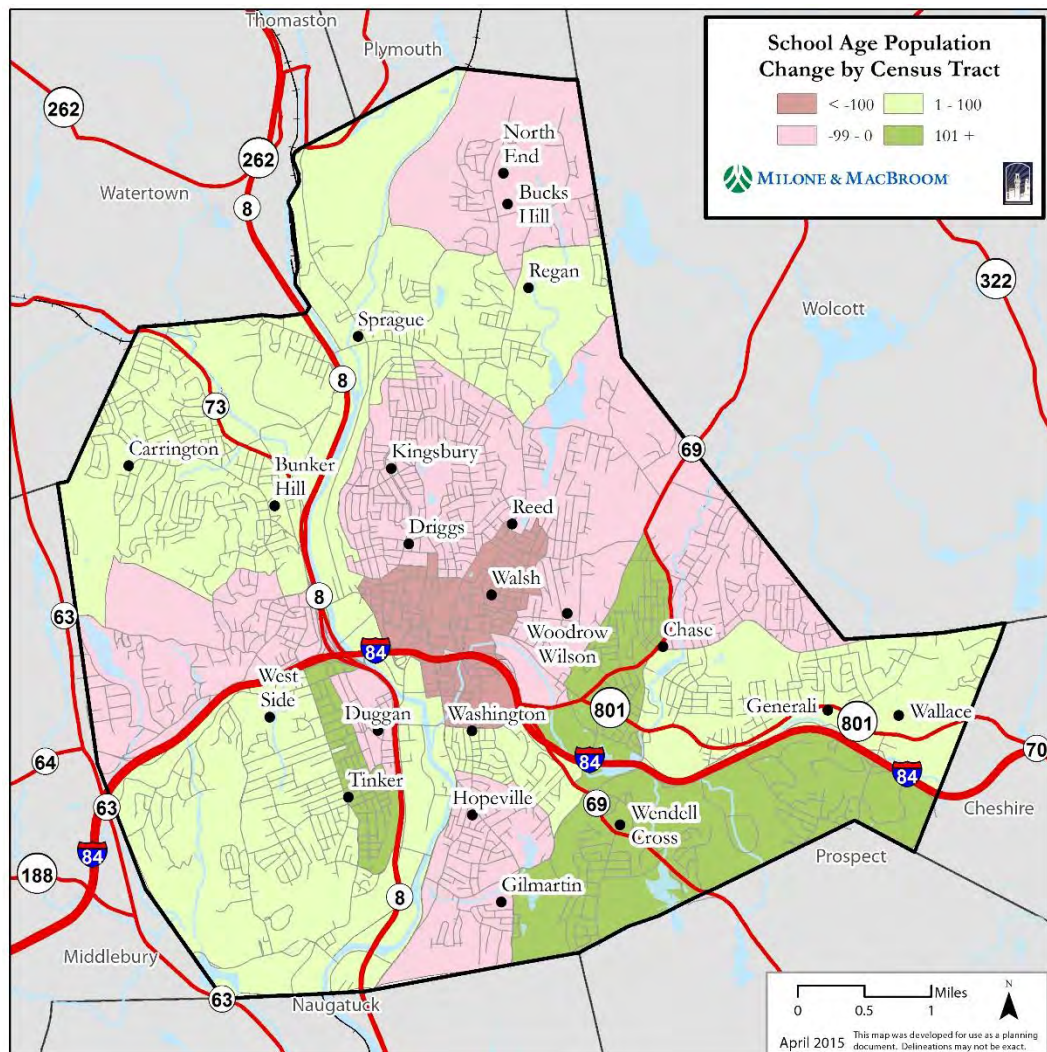 Thomaston
Plymouth
School Age Population
Change by Census Tract
< -100
1 - 100
-99 - 0
101 +
MILONE & MACBROOM
262
262
8
Watertown
North
End
Bucks
Hill
Regan
322
Wolcott
Sprague
8
73
69
Carrington
Bunker
Hill
Kingsbury
Reed
Driggs
Walsh
8
63
Woodrow
Wilson
Chase
84
West
Side
Duggan
Washington
801
Generali
801
Wallace
70
64
84
84
Tinker
Hopeville
69
Wendell
Cross
63
Cheshire
84
188
Prospect
Gilmartin
8
Middlebury
63
Naugatuck
0 0.5 1
Miles
N
April 2015
This map was developed for use as a planning
document. Delineations may not be exact.